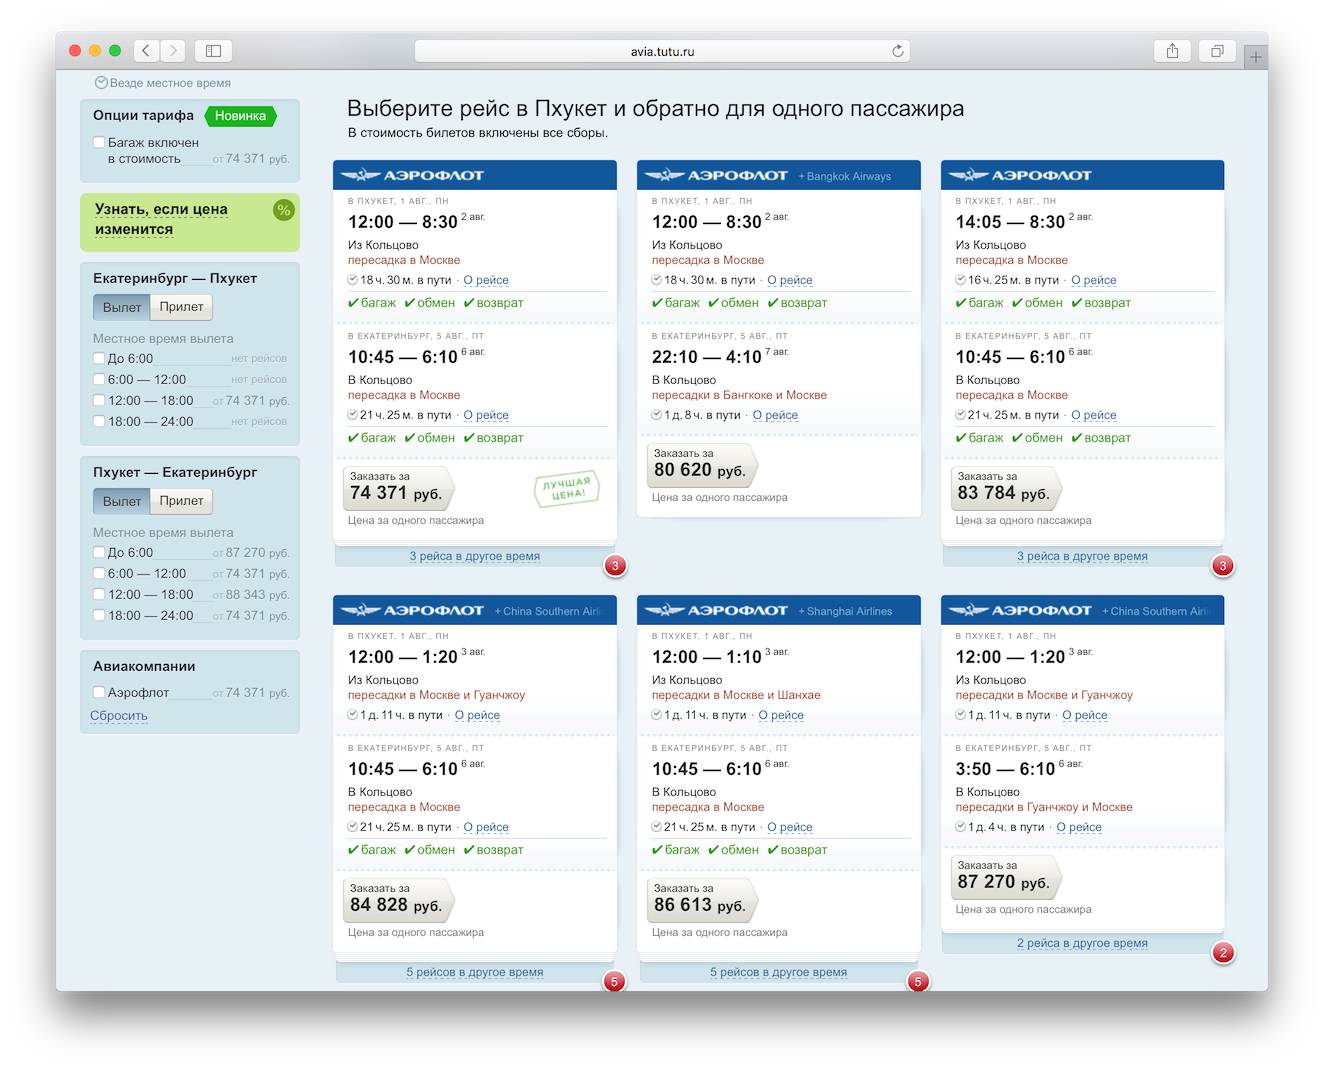 avia.tutu.ru
Везде местное время
Опции тарифа Новинка
Багаж включен
в стоимость от 74 371 руб.
Узнать, если цена %
изменится
Екатеринбург — Пхукет
Вылет Прилет
Местное время вылета
До 6:00 нет рейсов
6:00 — 12:00 нет рейсов
12:00 — 18:00 от 74 371 руб.
18:00 — 24:00 нет рейсов
Пхукет — Екатеринбург
Вылет Прилет
Местное время вылета
До 6:00 от 87 270 руб.
6:00 — 12:00 от 74 371 руб.
12:00 — 18:00 от 88 343 руб.
18:00 — 24:00 от 74 371 руб.
Авиакомпании
Аэрофлот от 74 371 руб.
Сбросить
Выберите рейс в Пхукет и обратно для одного пассажира
В стоимость билетов включены все сборы.
АЭРОФЛОТ
В ПХУКЕТ, 1 АВГ., ПН
12:00 — 8:30 2 авг.
Из Кольцово
пересадка в Москве
18 ч. 30 м. в пути · О рейсе
багаж обмен возврат
В ЕКАТЕРИНБУРГ, 5 АВГ., ПТ
10:45 — 6:10 6 авг.
В Кольцово
пересадка в Москве
21 ч. 25 м. в пути · О рейсе
багаж обмен возврат
Заказать за
74 371 руб.
ЛУЧШАЯ
ЦЕНА!
Цена за одного пассажира
3 рейса в другое время
3
АЭРОФЛОТ + Bangkok Airways
В ПХУКЕТ, 1 АВГ., ПН
12:00 — 8:30 2 авг.
Из Кольцово
пересадка в Москве
18 ч. 30 м. в пути · О рейсе
багаж обмен возврат
В ЕКАТЕРИНБУРГ, 5 АВГ., ПТ
22:10 — 4:10 7 авг.
В Кольцово
пересадки в Бангкоке и Москве
1 д. 8 ч. в пути · О рейсе
Заказать за
80 620 руб.
Цена за одного пассажира
АЭРОФЛОТ
В ПХУКЕТ, 1 АВГ., ПН
14:05 — 8:30 2 авг.
Из Кольцово
пересадка в Москве
16 ч. 25 м. в пути · О рейсе
багаж обмен возврат
В ЕКАТЕРИНБУРГ, 5 АВГ., ПТ
10:45 — 6:10 6 авг.
В Кольцово
пересадка в Москве
21 ч. 25 м. в пути · О рейсе
багаж обмен возврат
Заказать за
83 784 руб.
Цена за одного пассажира
3 рейса в другое время
3
АЭРОФЛОТ + China Southern Airli
В ПХУКЕТ, 1 АВГ., ПН
12:00 — 1:20 3 авг.
Из Кольцово
пересадки в Москве и Гуанчжоу
1 д. 11 ч. в пути · О рейсе
В ЕКАТЕРИНБУРГ, 5 АВГ., ПТ
10:45 — 6:10 6 авг.
В Кольцово
пересадка в Москве
21 ч. 25 м. в пути · О рейсе
багаж обмен возврат
Заказать за
84 828 руб.
Цена за одного пассажира
5 рейсов в другое время
5
АЭРОФЛОТ + Shanghai Airlines
В ПХУКЕТ, 1 АВГ., ПН
12:00 — 1:10 3 авг.
Из Кольцово
пересадки в Москве и Шанхае
1 д. 11 ч. в пути · О рейсе
В ЕКАТЕРИНБУРГ, 5 АВГ., ПТ
10:45 — 6:10 6 авг.
В Кольцово
пересадка в Москве
21 ч. 25 м. в пути · О рейсе
багаж обмен возврат
Заказать за
86 613 руб.
Цена за одного пассажира
5 рейсов в другое время
5
АЭРОФЛОТ + China Southern Airli
В ПХУКЕТ, 1 АВГ., ПН
12:00 — 1:20 3 авг.
Из Кольцово
пересадки в Москве и Гуанчжоу
1 д. 11 ч. в пути · О рейсе
В ЕКАТЕРИНБУРГ, 5 АВГ., ПТ
3:50 — 6:10 6 авг.
В Кольцово
пересадки в Гуанчжоу и Москве
1 д. 4 ч. в пути · О рейсе
Заказать за
87 270 руб.
Цена за одного пассажира
2 рейса в другое время
2